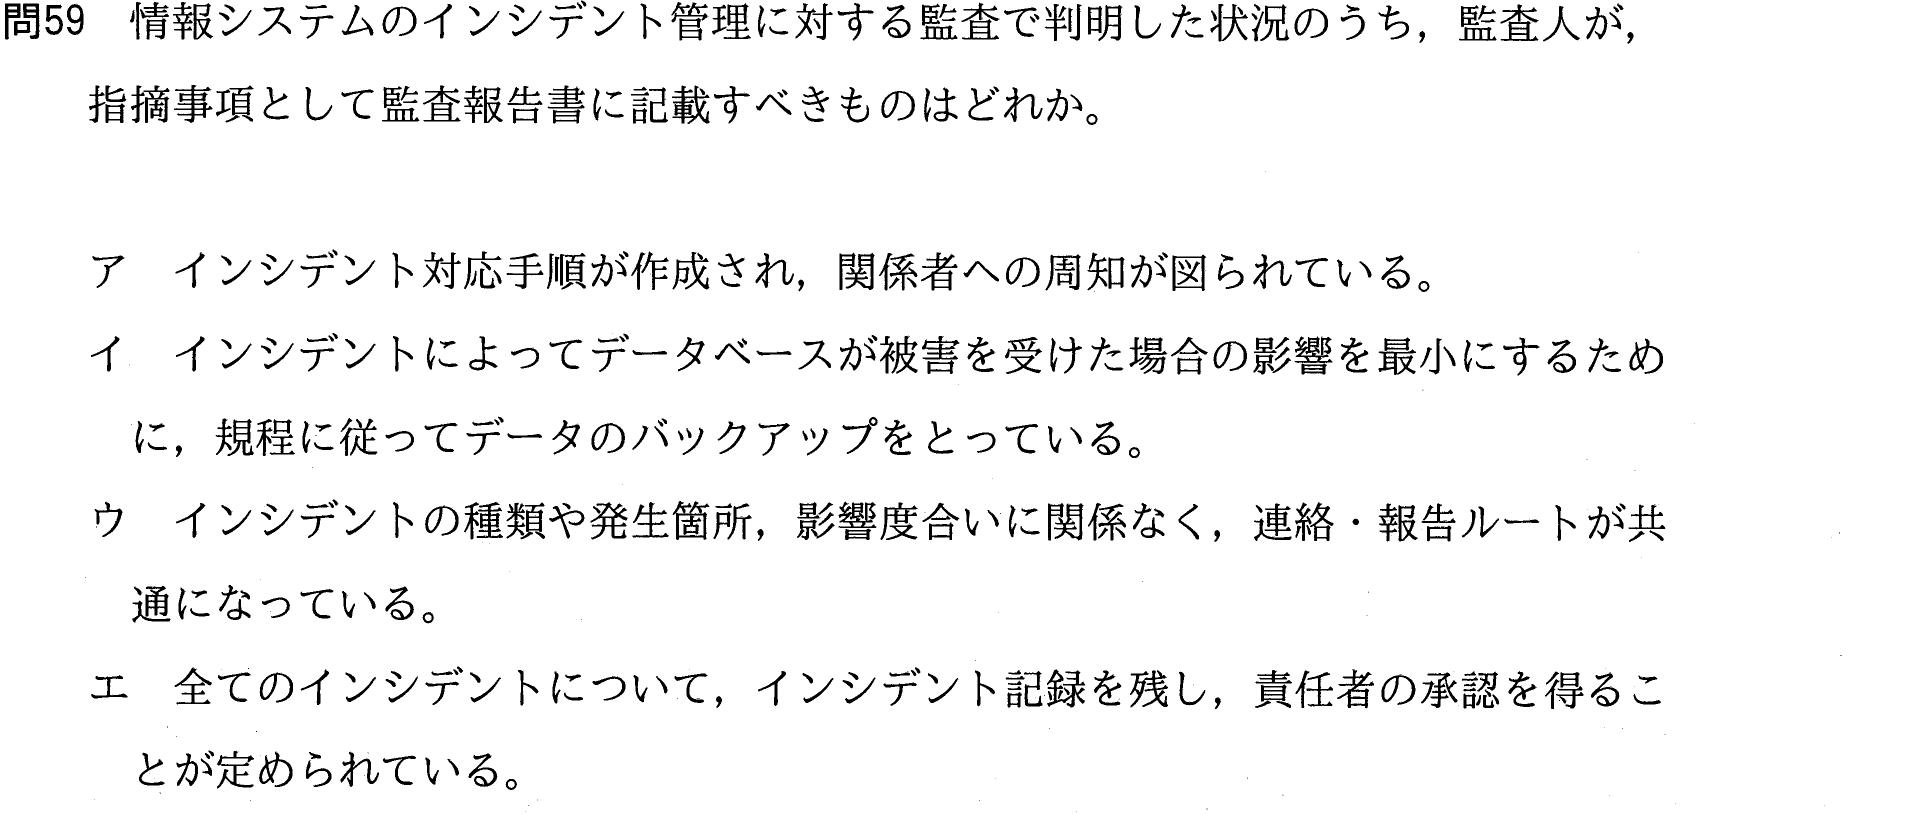 問59　情報システムのインシデント管理に対する監査で判明した状況のうち，監査人が，
指摘事項として監査報告書に記載すべきものはどれか。
ア　インシデント対応手順が作成され，関係者への周知が図られている。
イ　インシデントによってデータベースが被害を受けた場合の影響を最小にするため
に，規程に従ってデータのバックアップをとっている。
ウ　インシデントの種類や発生箇所，影響度合いに関係なく，連絡・報告ルートが共
通になっている。
エ　全てのインシデントについて，インシデント記録を残し，責任者の承認を得るこ
とが定められている。